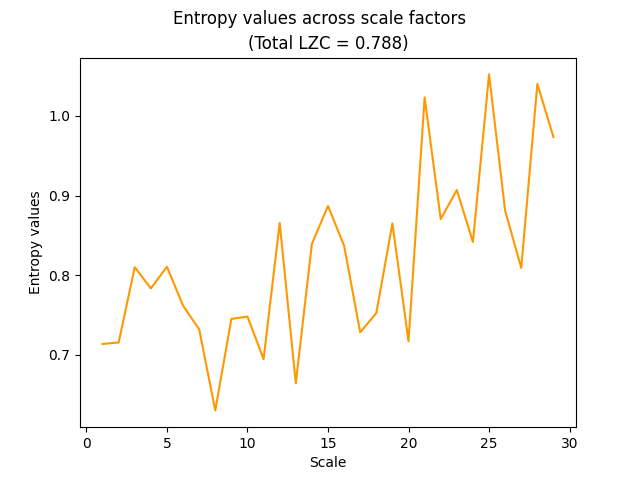 Entropy values across scale factors
(Total LZC = 0.788)
1.0
0.9
0.8
0.7
Entropy values
0
5
10
15
20
25
30
Scale